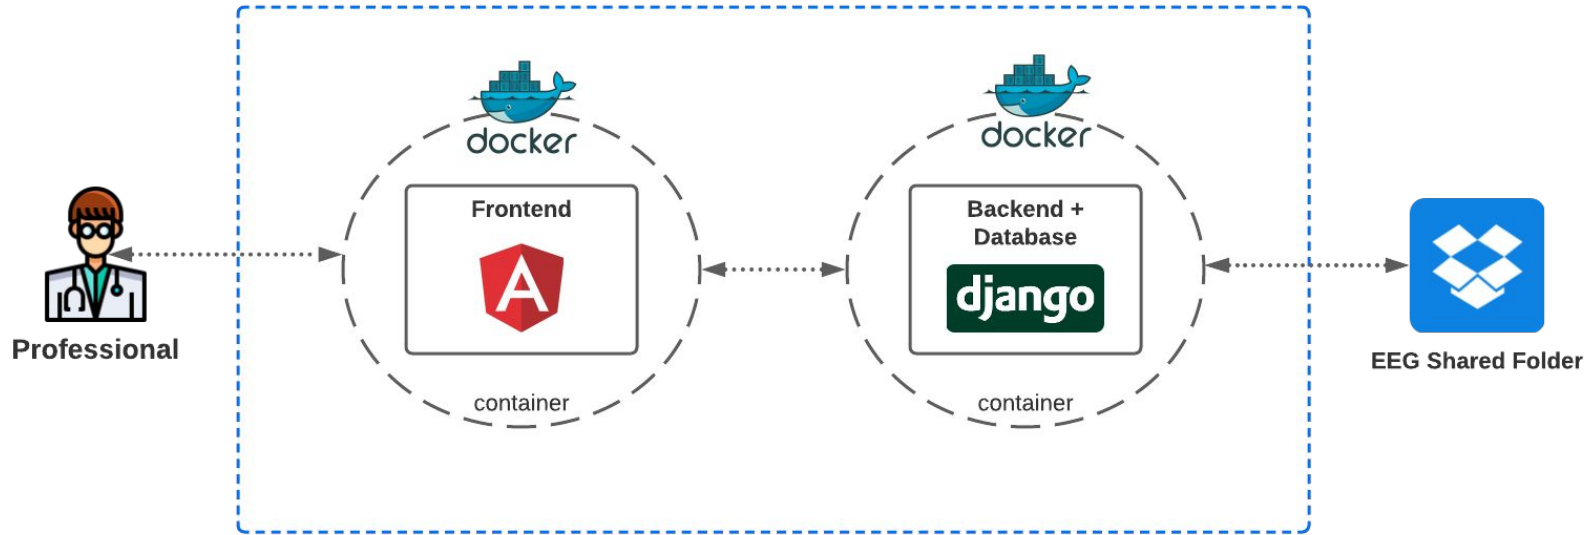 docker
docker
Frontend
Backend +
Database
django
Professional
EEG Shared Folder
container
container